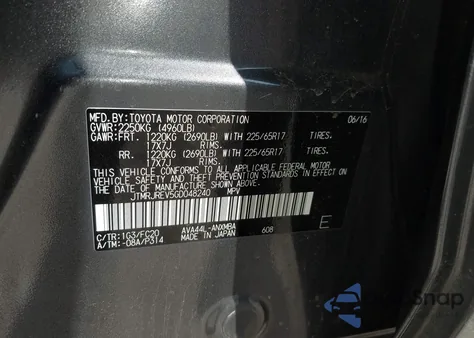 MFD.BY:TOYOTA MOTOR CORPORATION 06/16
GVWR:2250KG (4960LB)
GAWR:FRT. 1220KG (2690LB) WITH 225/65R17 TIRES.
17X7J RIMS.
RR. 1220KG (2690LB) WITH 225/65R17 TIRES.
17X7J RIMS.
THIS VEHICLE CONFORMS TO ALL APPLICABLE FEDERAL MOTOR
VEHICLE SAFETY AND BUMPER STANDARDS IN EFFECT ON
THE DATE OF MANUFACTURE SHOWN ABOVE.
JTMRJREV5GD048240 MPV
C/TR:1G3/FC20 AVA44L-ANXMBA 608
A/TM:-08A/P314 MADE IN JAPAN E
Snap